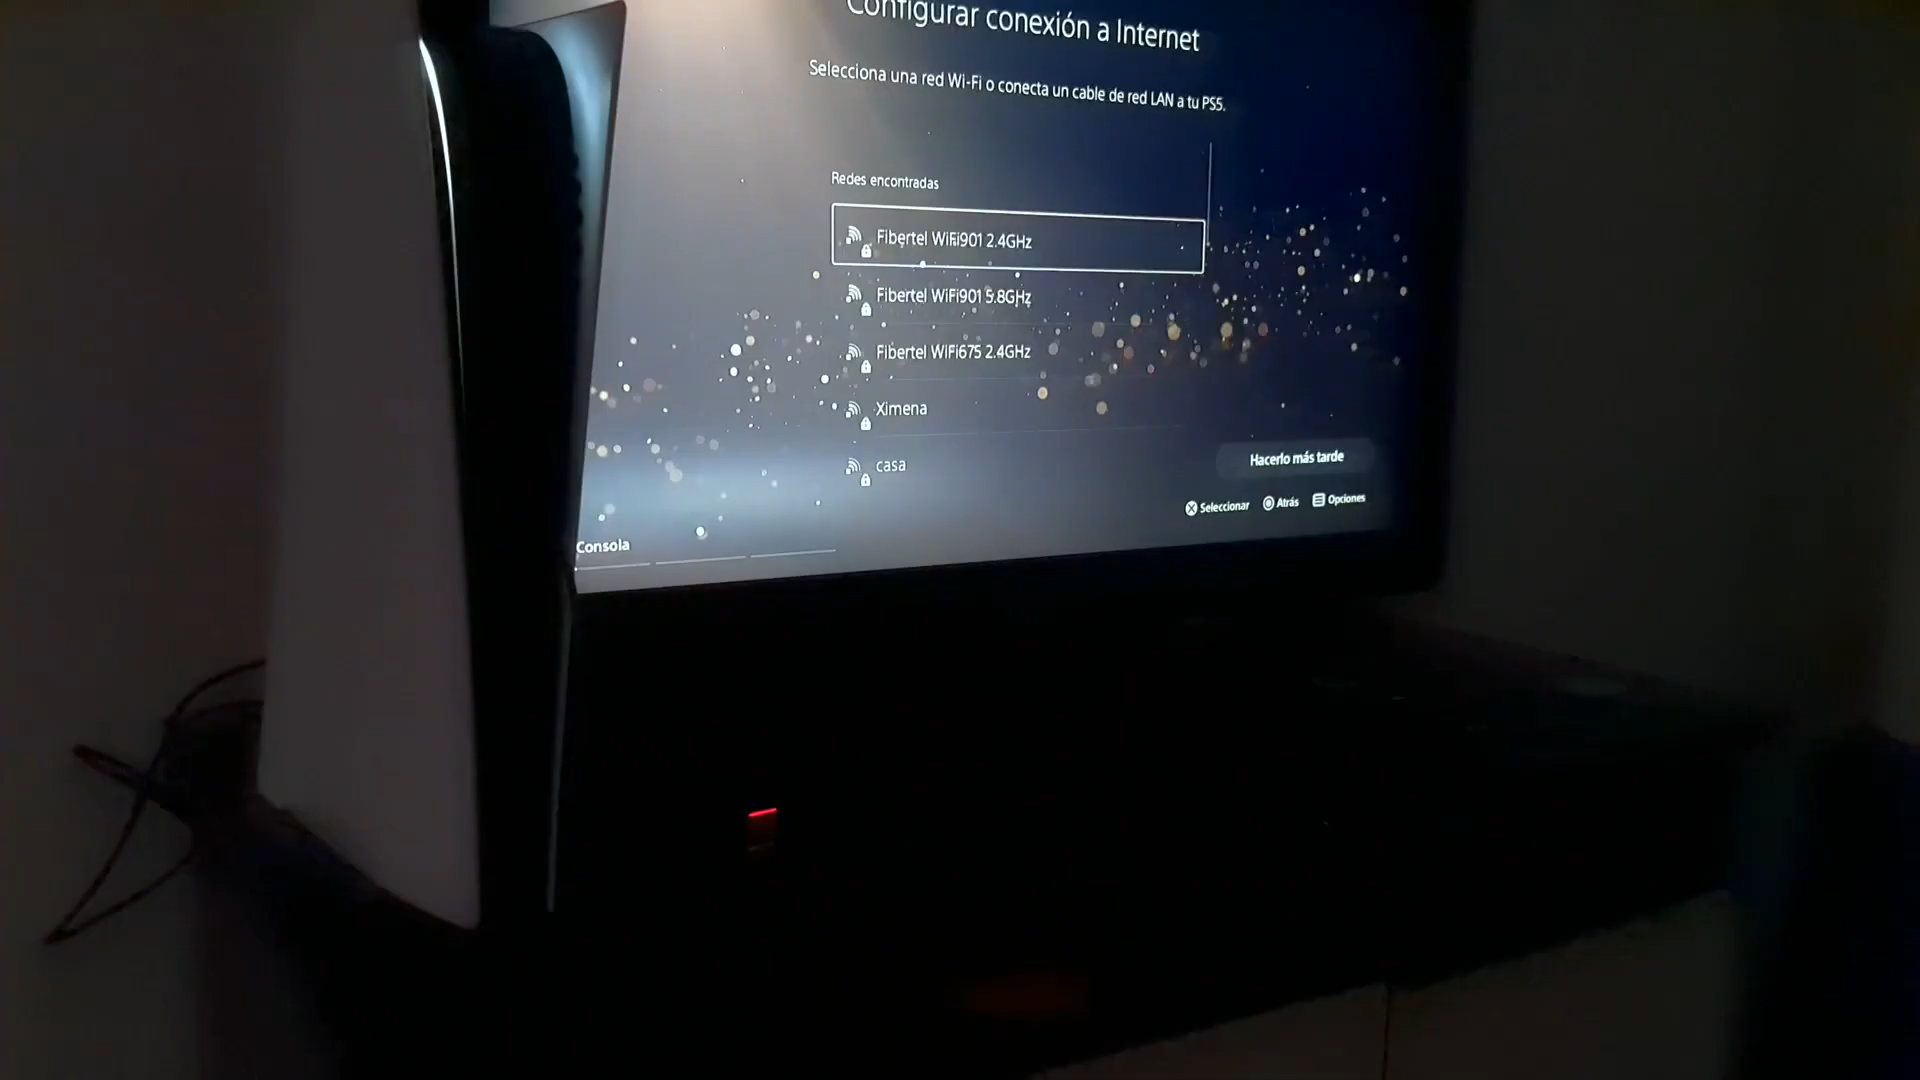 Configurar conexión a Internet
Selecciona una red Wi-Fi o conecta un cable de red LAN a tu PS5.
Redes encontradas
Fibertel WiFi901 2.4GHz
Fibertel WiFi901 5.8GHz
Fibertel WiFi675 2.4GHz
Ximena
casa
Hacerlo más tarde
Seleccionar Atrás Opciones
Consola